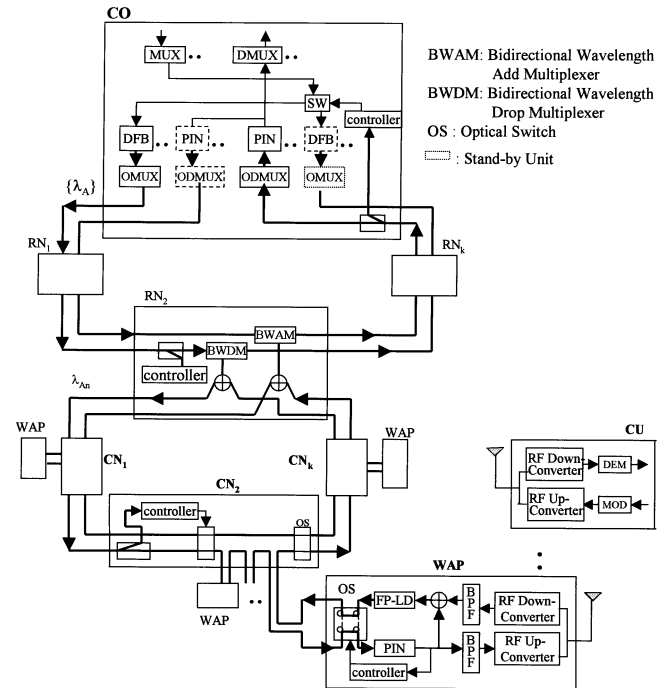 CO
MUX
DMUX
SW
controller
DFB
PIN
PIN
DFB
OMUX
ODMUX
ODMUX
OMUX
BWAM: Bidirectional Wavelength
Add Multiplexer
BWDM: Bidirectional Wavelength
Drop Multiplexer
OS : Optical Switch
: Stand-by Unit
{λA}
RN1
RNk
RN2
BWAM
BWDM
controller
λAn
WAP
CN1
CNk
WAP
CN2
controller
OS
WAP
CU
RF Down-
Converter
DEM
RF Up-
Converter
MOD
WAP
OS
FP-LD
BPF
RF Down-
Converter
PIN
BPF
RF Up-
Converter
controller